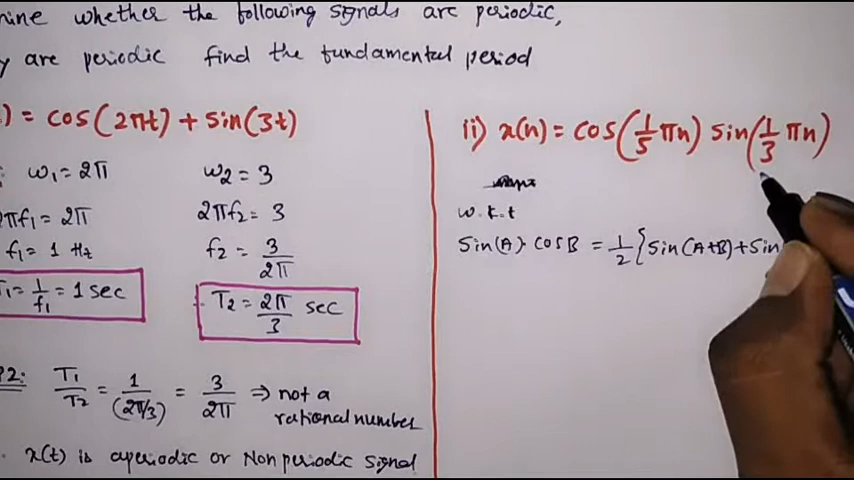 whether the following signals are periodic,
are periodic find the fundamental period
) = cos(2πt) + sin(3t)
ω1 = 2π
ω2 = 3
2πf1 = 2π
2πf2 = 3
f1 = 1 Hz
f2 = 3/2π
T1 = 1/f1 = 1 sec
T2 = 2π/3 sec
T1/T2 = 1/(2π/3) = 3/2π ⇒ not a
rational number
x(t) is aperiodic or Non periodic signal
ii) x(n) = cos(1/5 πn) sin(1/3 πn)
w.k.t
sin(A)·cosB = 1/2 {sin(A+B)+sin